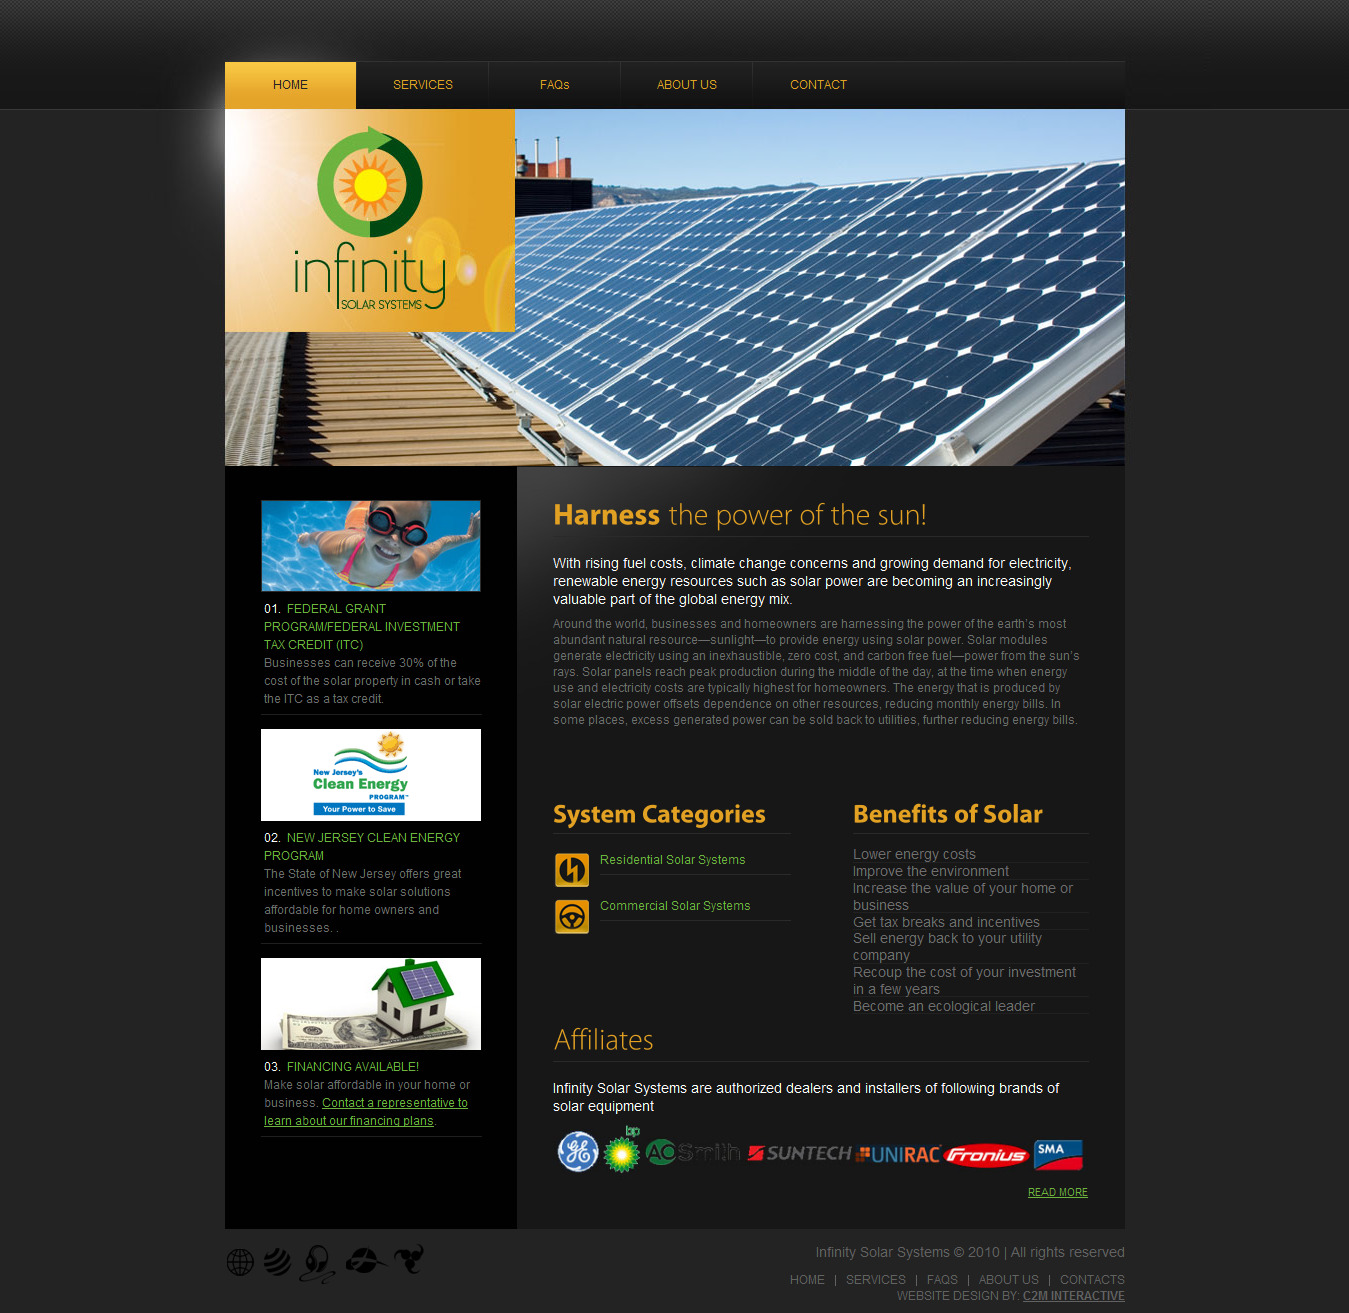 HOME SERVICES FAQs ABOUT US CONTACT
infinity
SOLAR SYSTEMS
01. FEDERAL GRANT
PROGRAM/FEDERAL INVESTMENT
TAX CREDIT (ITC)
Businesses can receive 30% of the
cost of the solar property in cash or take
the ITC as a tax credit.
New Jersey's
Clean Energy
PROGRAM™
Your Power to Save
02. NEW JERSEY CLEAN ENERGY
PROGRAM
The State of New Jersey offers great
incentives to make solar solutions
affordable for home owners and
businesses. .
03. FINANCING AVAILABLE!
Make solar affordable in your home or
business. Contact a representative to
learn about our financing plans.
Harness the power of the sun!
With rising fuel costs, climate change concerns and growing demand for electricity,
renewable energy resources such as solar power are becoming an increasingly
valuable part of the global energy mix.
Around the world, businesses and homeowners are harnessing the power of the earth's most
abundant natural resource—sunlight—to provide energy using solar power. Solar modules
generate electricity using an inexhaustible, zero cost, and carbon free fuel—power from the sun's
rays. Solar panels reach peak production during the middle of the day, at the time when energy
use and electricity costs are typically highest for homeowners. The energy that is produced by
solar electric power offsets dependence on other resources, reducing monthly energy bills. In
some places, excess generated power can be sold back to utilities, further reducing energy bills.
System Categories
Residential Solar Systems
Commercial Solar Systems
Benefits of Solar
Lower energy costs
Improve the environment
Increase the value of your home or
business
Get tax breaks and incentives
Sell energy back to your utility
company
Recoup the cost of your investment
in a few years
Become an ecological leader
Affiliates
Infinity Solar Systems are authorized dealers and installers of following brands of
solar equipment
GE bp AO Smith SUNTECH UNIRAC Fronius SMA
READ MORE
Infinity Solar Systems © 2010 | All rights reserved
HOME | SERVICES | FAQS | ABOUT US | CONTACTS
WEBSITE DESIGN BY: C2M INTERACTIVE